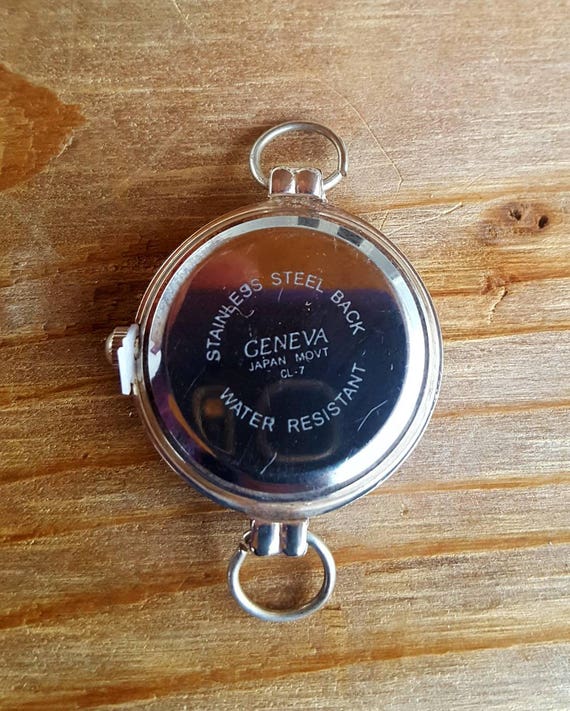 STAINLESS STEEL BACK
GENEVA
JAPAN MOVT
CL-7
WATER RESISTANT